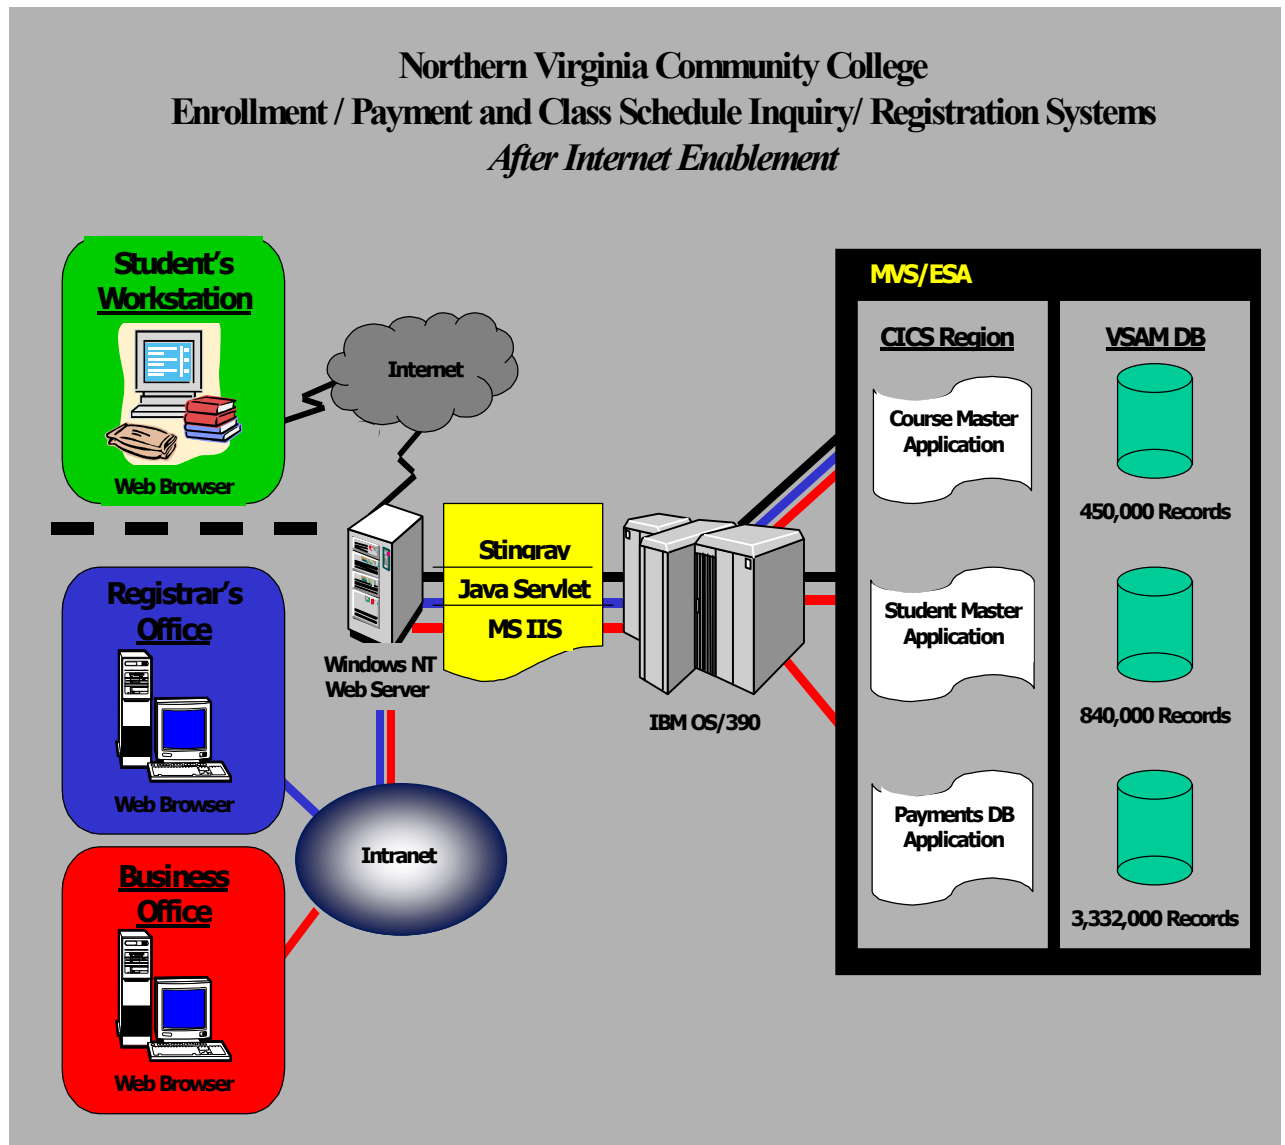 Northern Virginia Community College
Enrollment / Payment and Class Schedule Inquiry/ Registration Systems
After Internet Enablement
Student's
Workstation
Web Browser
Internet
Registrar's
Office
Web Browser
Business
Office
Web Browser
Windows NT
Web Server
Intranet
Stingray
Java Servlet
MS IIS
IBM OS/390
MVS/ESA
CICS Region
Course Master
Application
Student Master
Application
Payments DB
Application
VSAM DB
450,000 Records
840,000 Records
3,332,000 Records